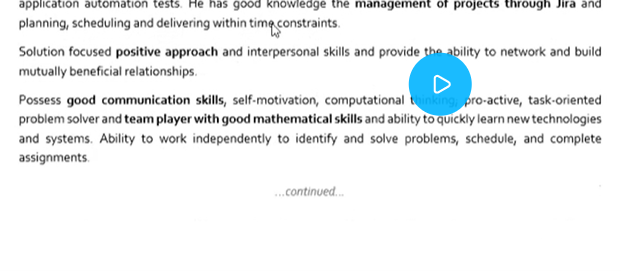 application automation tests. He has good knowledge the management of projects through Jira and
planning, scheduling and delivering within time constraints.
Solution focused positive approach and interpersonal skills and provide the ability to network and build
mutually beneficial relationships.
Possess good communication skills, self-motivation, computational thinking, pro-active, task-oriented
problem solver and team player with good mathematical skills and ability to quickly learn new technologies
and systems. Ability to work independently to identify and solve problems, schedule, and complete
assignments.
...continued...